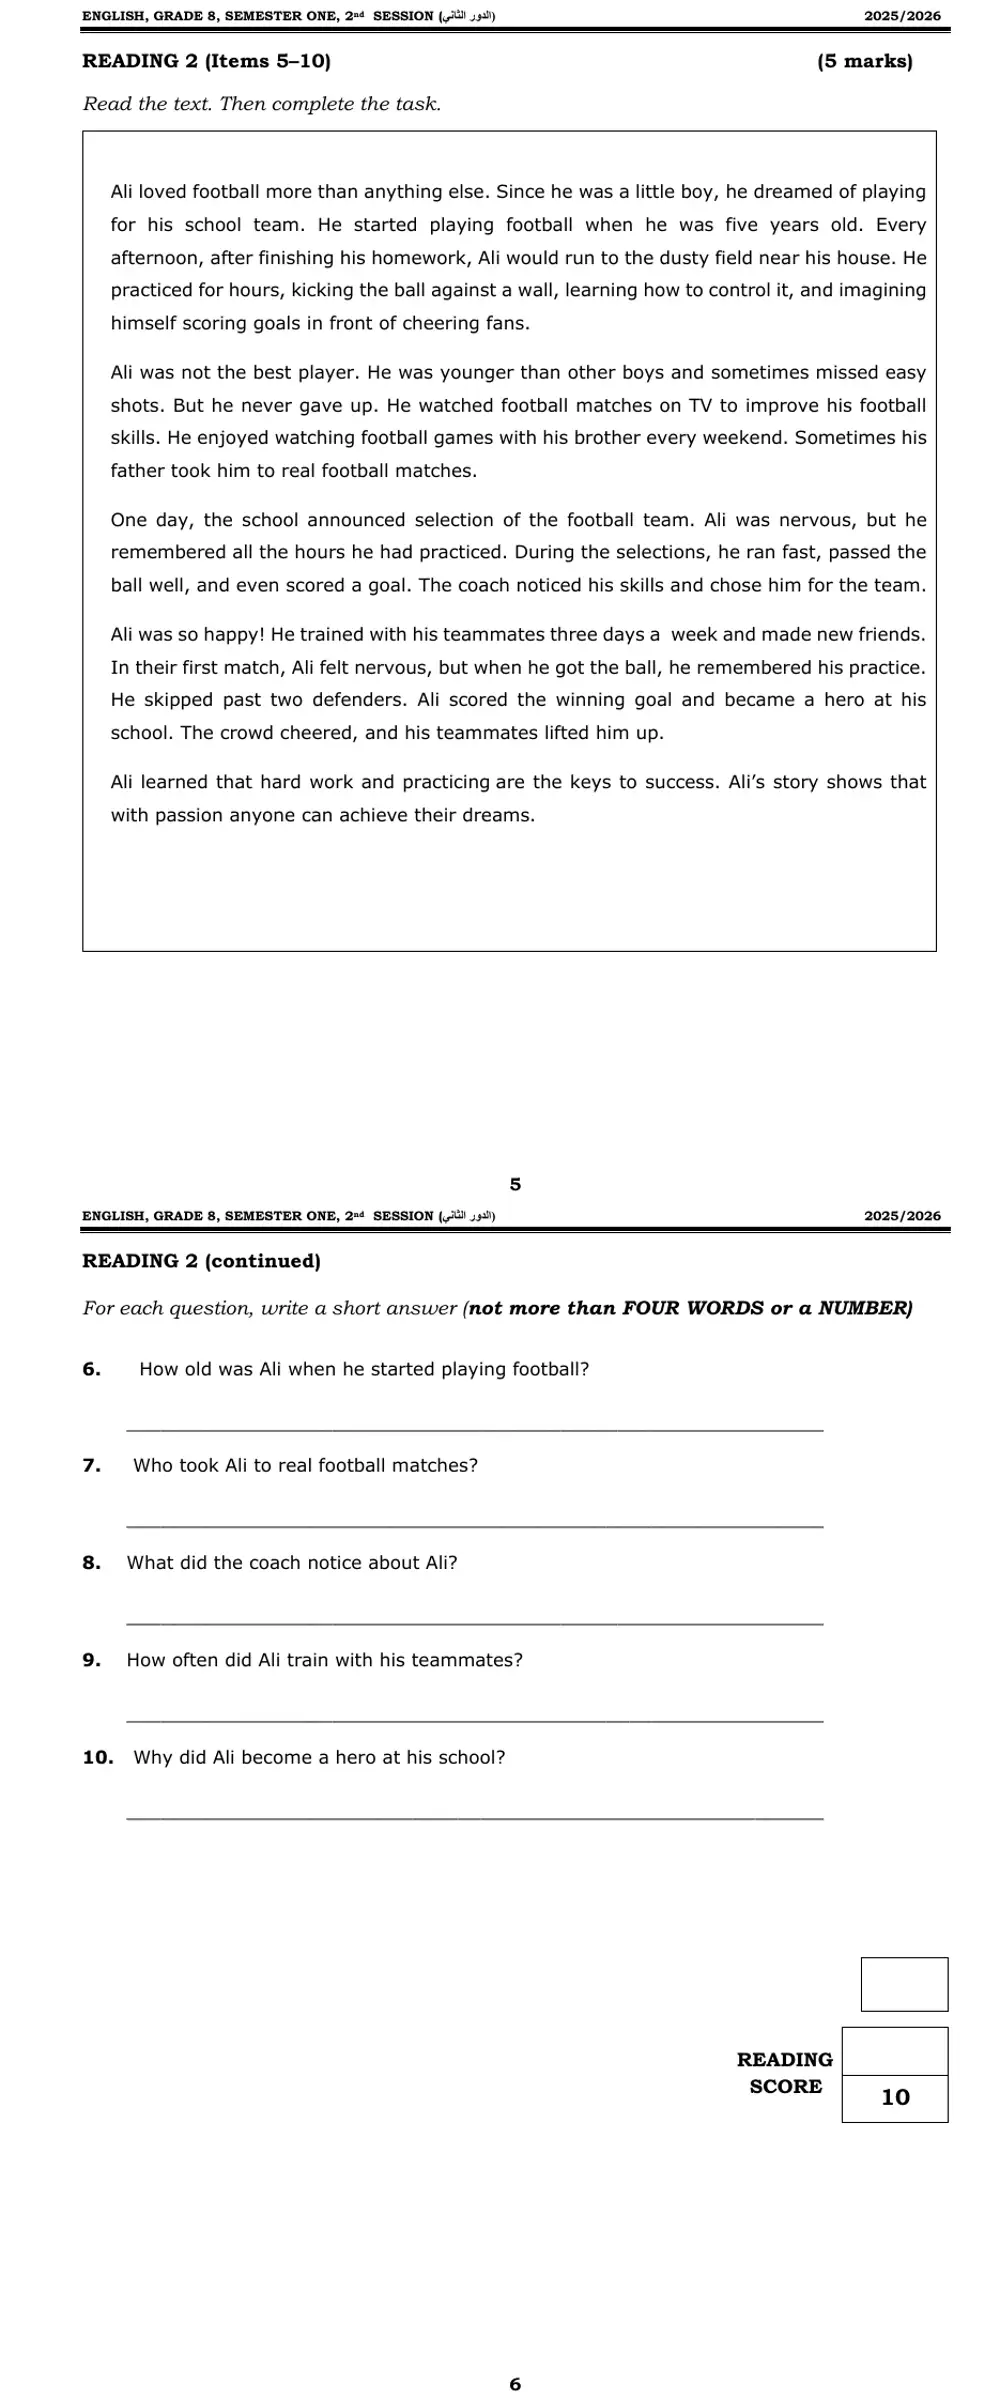 ENGLISH, GRADE 8, SEMESTER ONE, 2nd SESSION (الدور الثاني) 2025/2026
READING 2 (Items 5–10) (5 marks)
Read the text. Then complete the task.
Ali loved football more than anything else. Since he was a little boy, he dreamed of playing
for his school team. He started playing football when he was five years old. Every
afternoon, after finishing his homework, Ali would run to the dusty field near his house. He
practiced for hours, kicking the ball against a wall, learning how to control it, and imagining
himself scoring goals in front of cheering fans.
Ali was not the best player. He was younger than other boys and sometimes missed easy
shots. But he never gave up. He watched football matches on TV to improve his football
skills. He enjoyed watching football games with his brother every weekend. Sometimes his
father took him to real football matches.
One day, the school announced selection of the football team. Ali was nervous, but he
remembered all the hours he had practiced. During the selections, he ran fast, passed the
ball well, and even scored a goal. The coach noticed his skills and chose him for the team.
Ali was so happy! He trained with his teammates three days a week and made new friends.
In their first match, Ali felt nervous, but when he got the ball, he remembered his practice.
He skipped past two defenders. Ali scored the winning goal and became a hero at his
school. The crowd cheered, and his teammates lifted him up.
Ali learned that hard work and practicing are the keys to success. Ali’s story shows that
with passion anyone can achieve their dreams.
5
ENGLISH, GRADE 8, SEMESTER ONE, 2nd SESSION (الدور الثاني) 2025/2026
READING 2 (continued)
For each question, write a short answer (not more than FOUR WORDS or a NUMBER)
6. How old was Ali when he started playing football?
7. Who took Ali to real football matches?
8. What did the coach notice about Ali?
9. How often did Ali train with his teammates?
10. Why did Ali become a hero at his school?
READING
SCORE
10
6